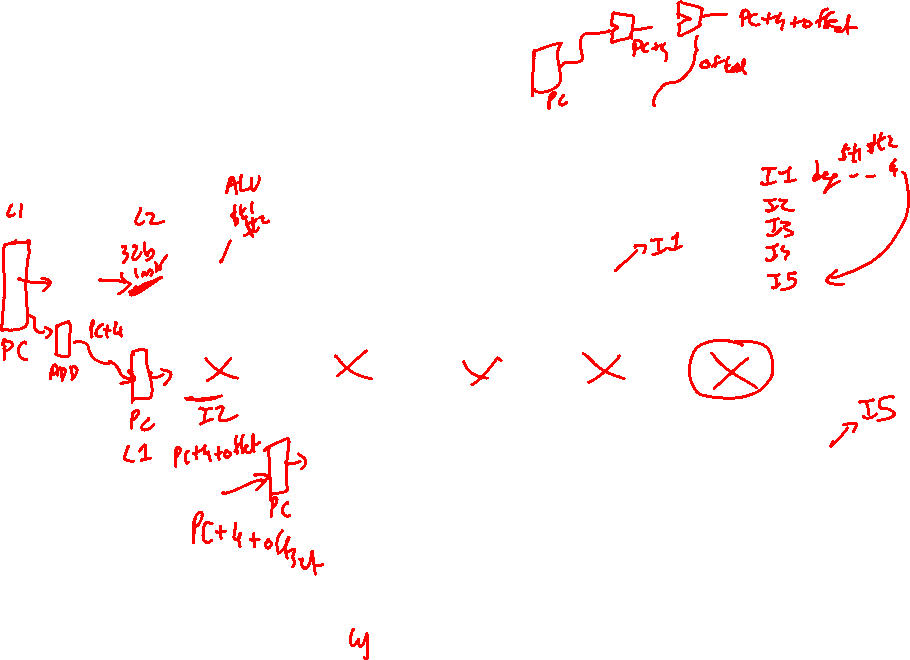 PC+4+offset
PC+4
offset
PC
$t1 $t2
I1 beq -- 4
I2
I3
I4
I5
ALU
$t1
$t2
L1
L2
32b
instr
I1
PC+4
PC
ADD
PC
I2
L1
PC+4+offset
I5
PC
PC+4+offset